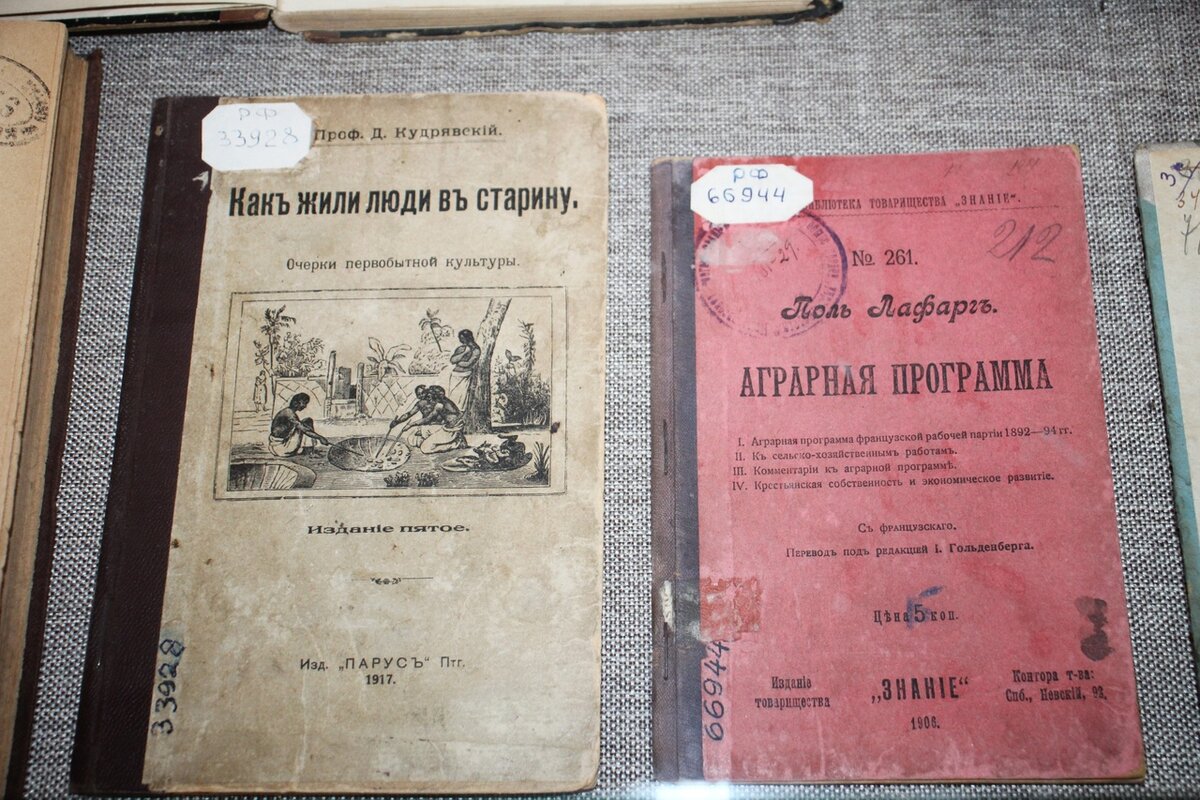 РФ
33928
Проф. Д. Кудрявскій.
Какъ жили люди въ старину.
Очерки первобытной культуры.
Изданіе пятое.
Изд. „ПАРУСЪ“ Птг.
1917.
33928
РФ
66944
БИБЛІОТЕКА ТОВАРИЩЕСТВА „ЗНАНІЕ“.
212
№ 261.
Поль Лафаргъ.
АГРАРНАЯ ПРОГРАММА
I. Аграрная программа французской рабочей партіи 1892—94 гг.
II. Къ сельско-хозяйственнымъ работамъ.
III. Комментаріи къ аграрной программѣ.
IV. Крестьянская собственность и экономическое развитіе.
Съ французскаго.
Переводъ подъ редакціей І. Гольденберга.
Цѣна 5 коп.
Изданіе товарищества
„ЗНАНІЕ“
1906.
Контора т-ва:
Спб., Невскій, 92.
66944